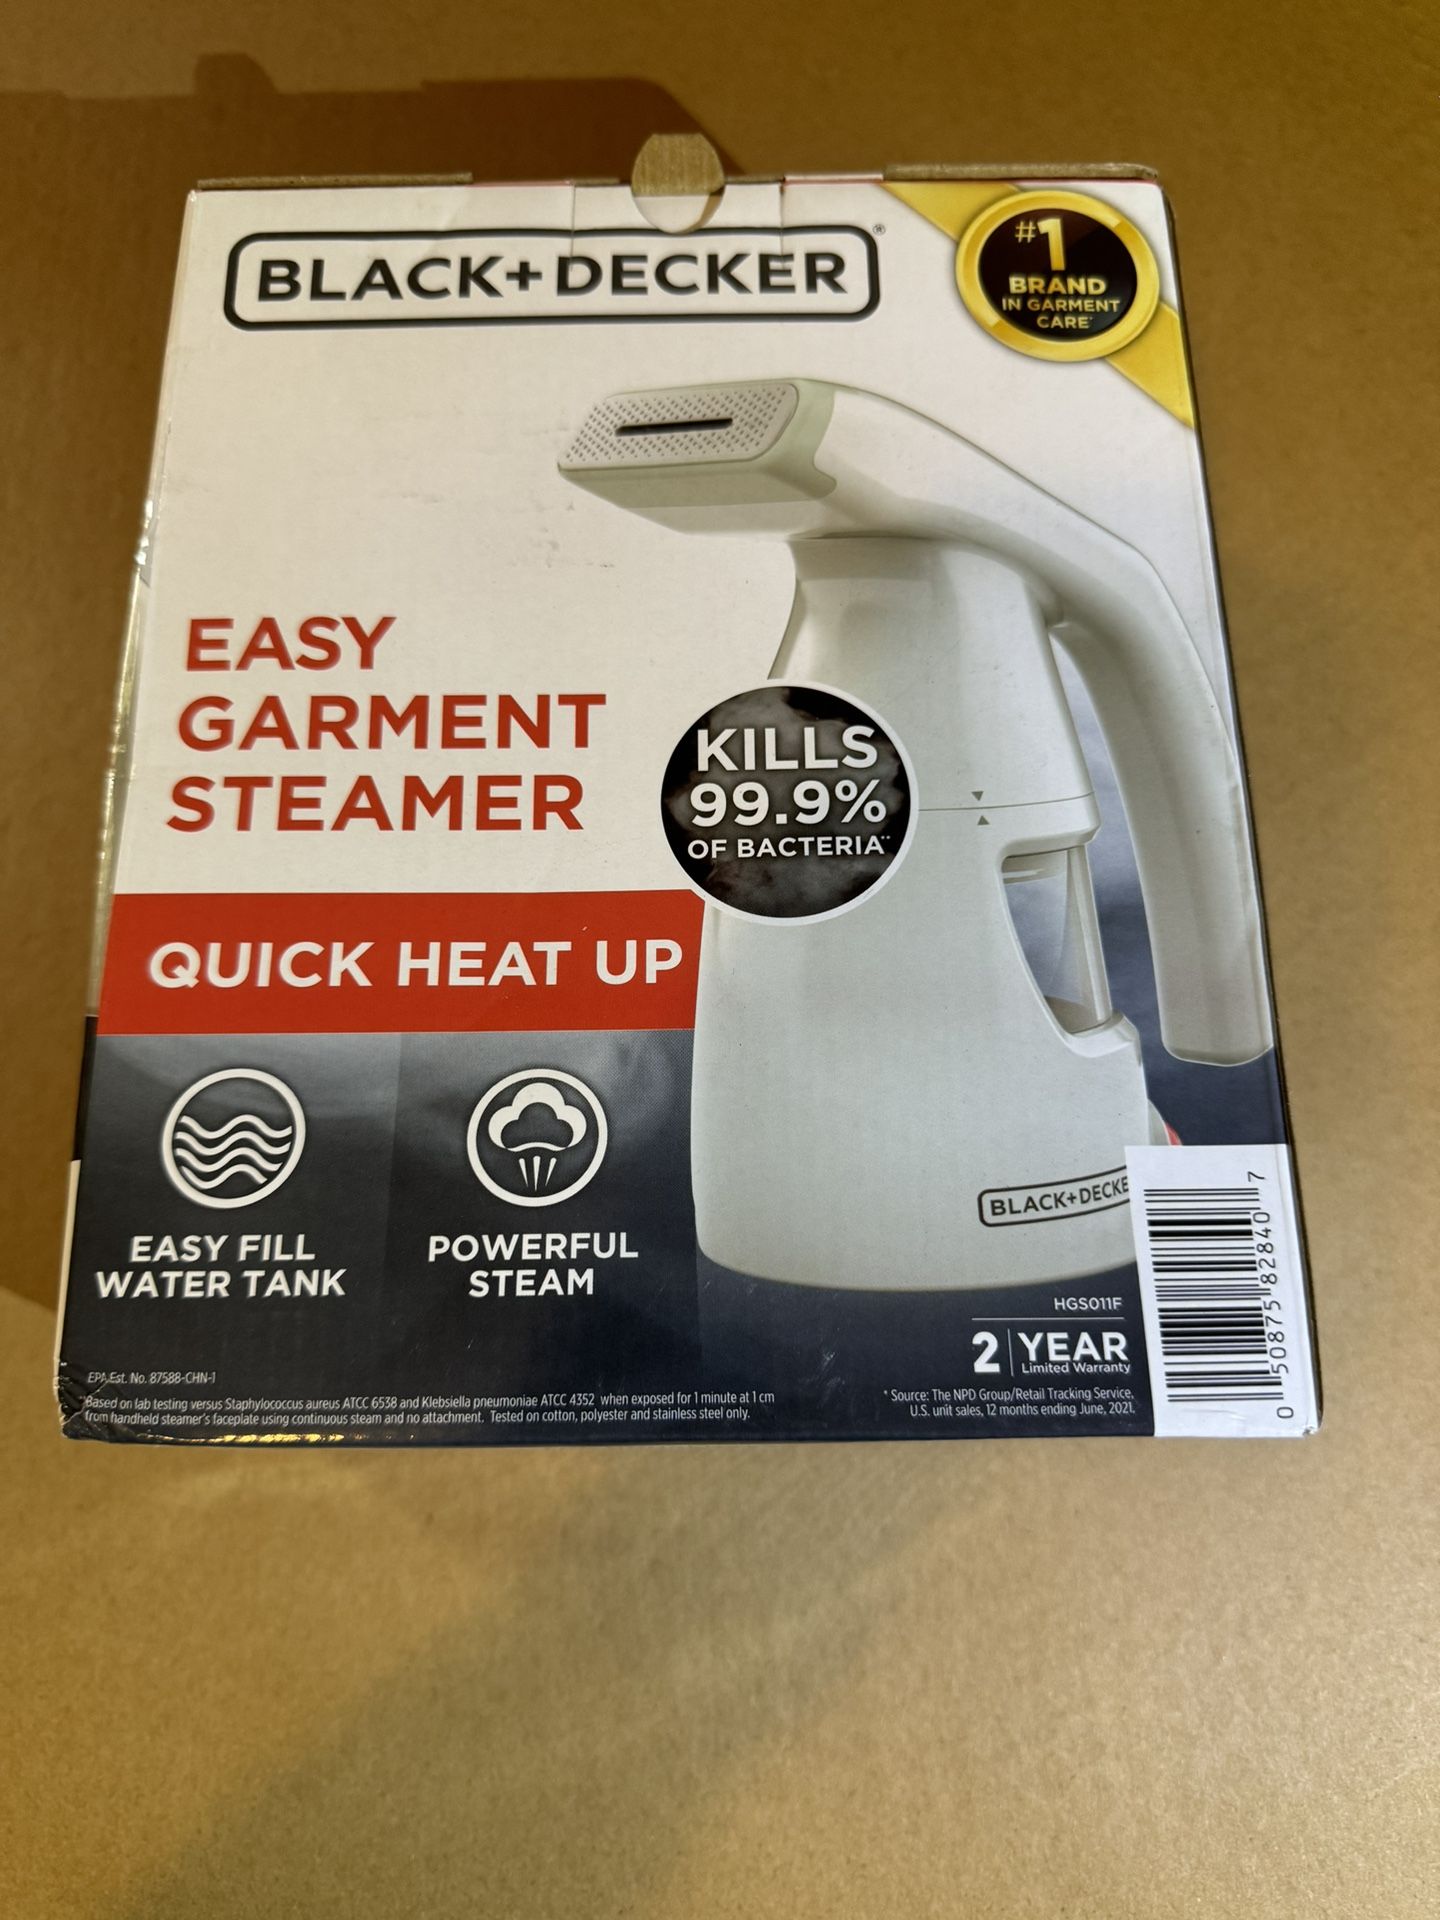 BLACK+DECKER®
#1
BRAND
IN GARMENT
CARE*
EASY
GARMENT
STEAMER
KILLS
99.9%
OF BACTERIA**
QUICK HEAT UP
EASY FILL
WATER TANK
POWERFUL
STEAM
BLACK+DECKE
HGS011F
2 YEAR
Limited Warranty
EPA Est. No. 87588-CHN-1
**Based on lab testing versus Staphylococcus aureus ATCC 6538 and Klebsiella pneumoniae ATCC 4352 when exposed for 1 minute at 1 cm
from handheld steamer's faceplate using continuous steam and no attachment. Tested on cotton, polyester and stainless steel only.
* Source: The NPD Group/Retail Tracking Service,
U.S. unit sales, 12 months ending June, 2021.
0 50875 82840 7